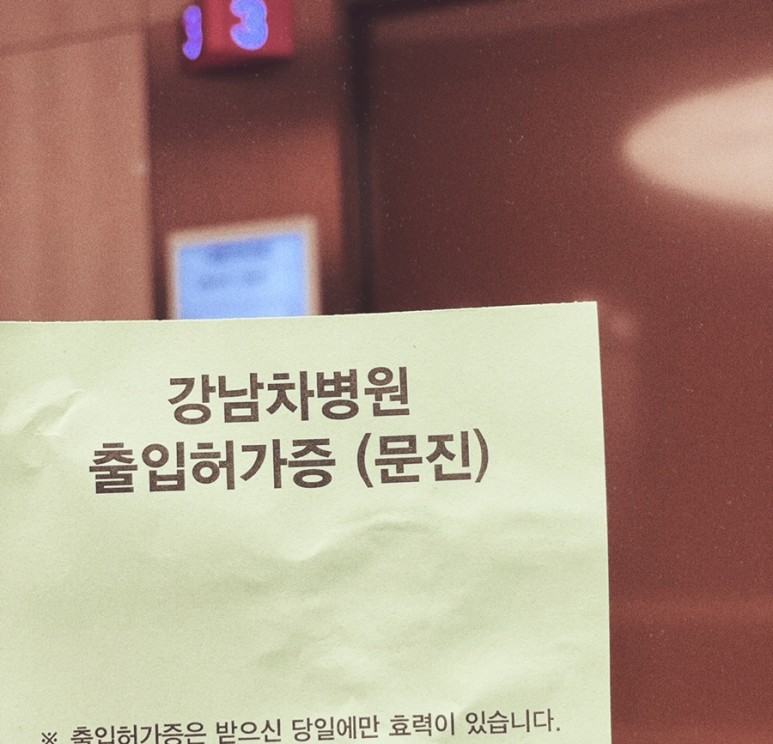 3
강남차병원
출입허가증 (문진)
※ 출입허가증은 받으신 당일에만 효력이 있습니다.